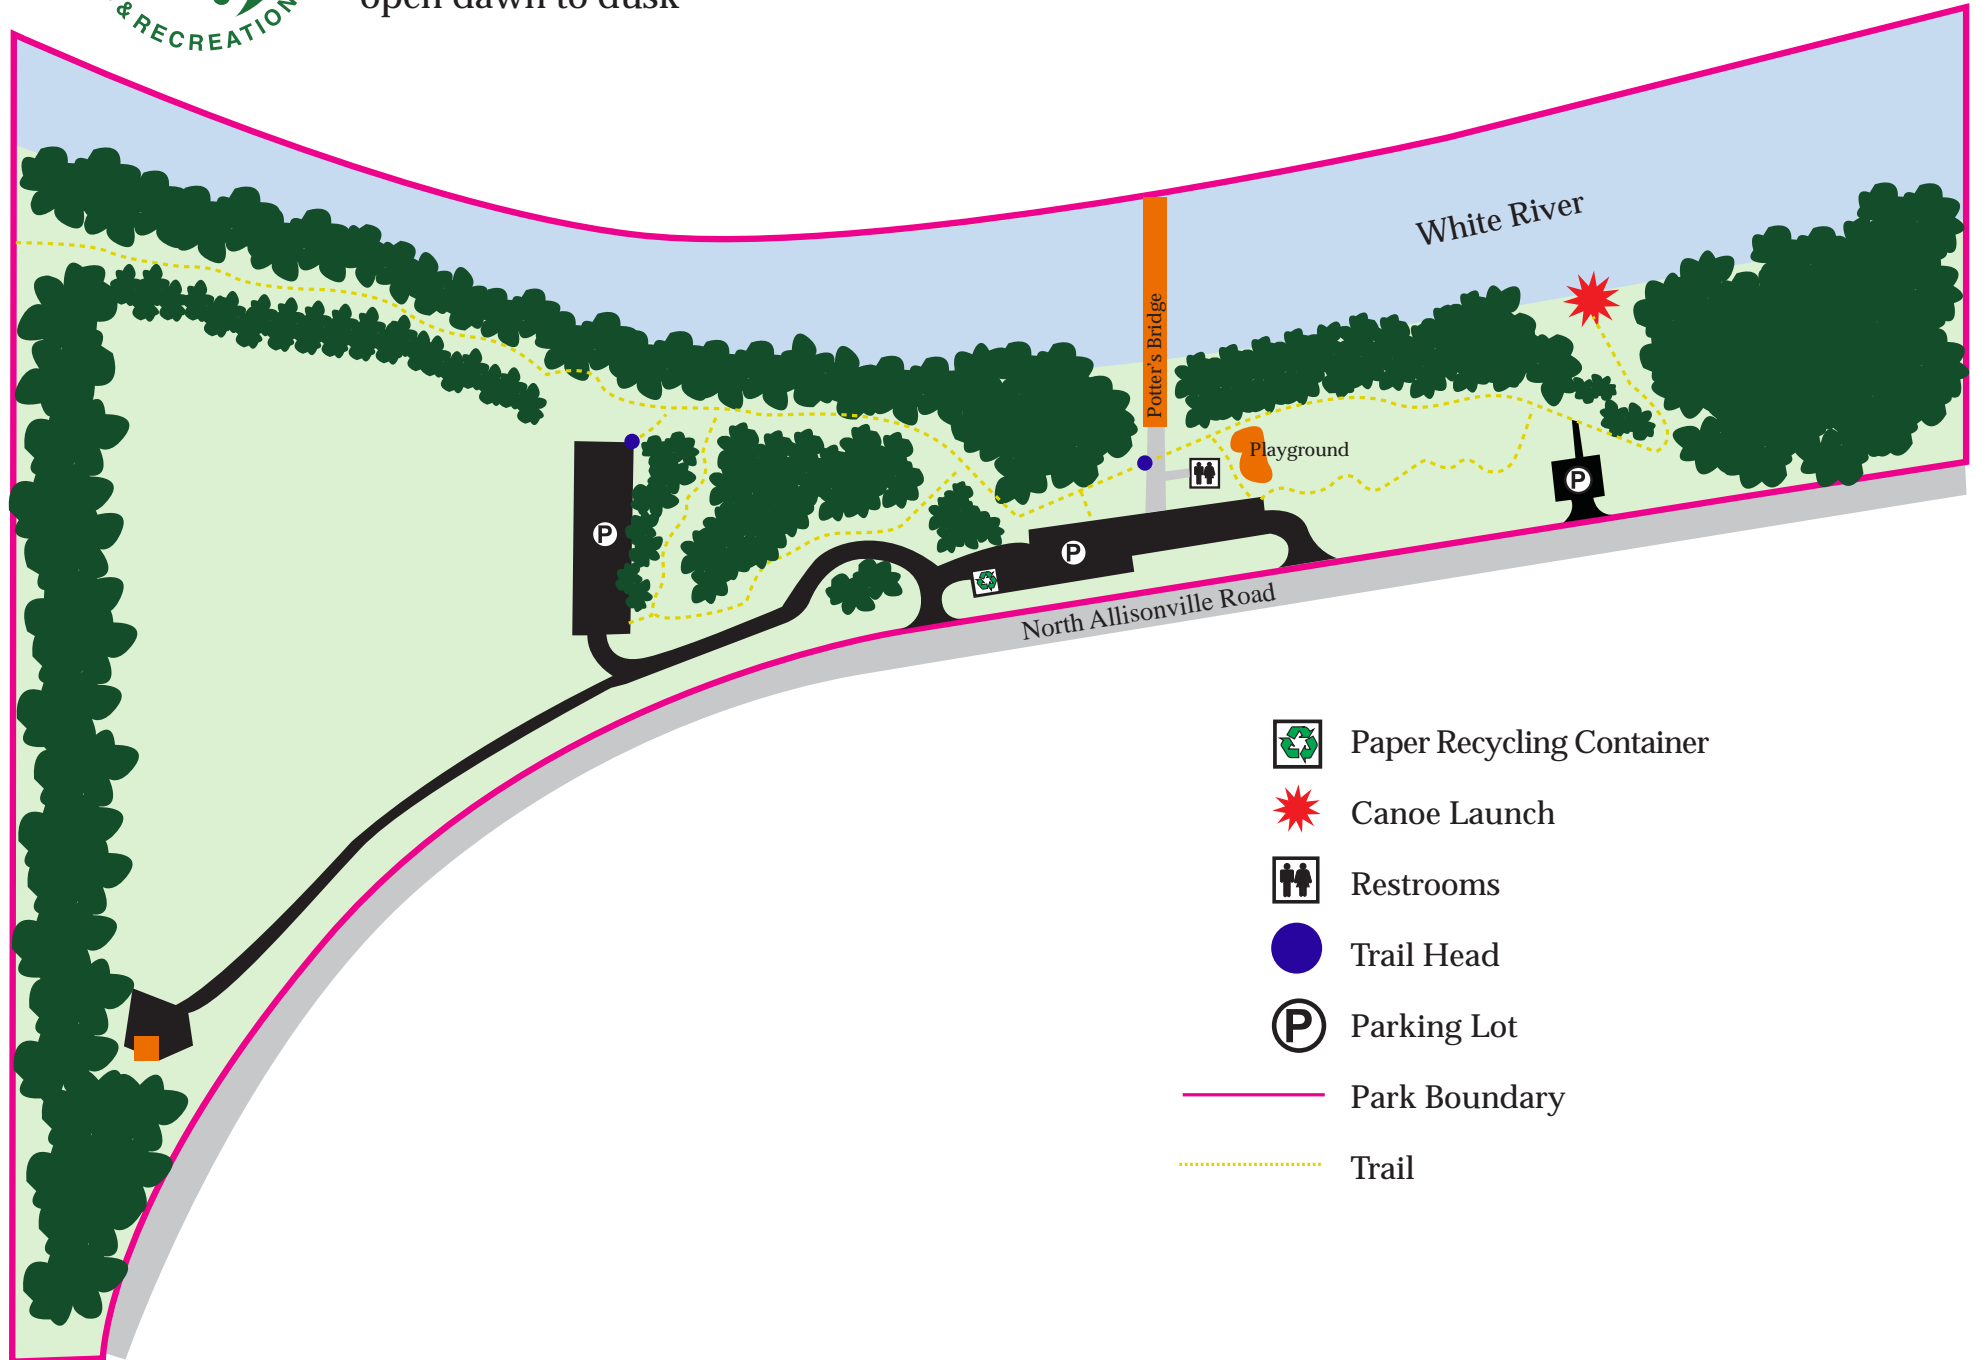 & RECREATION
open dawn to dusk
White River
Potter's Bridge
Playground
P
P
P
North Allisonville Road
Paper Recycling Container
Canoe Launch
Restrooms
Trail Head
P Parking Lot
Park Boundary
Trail